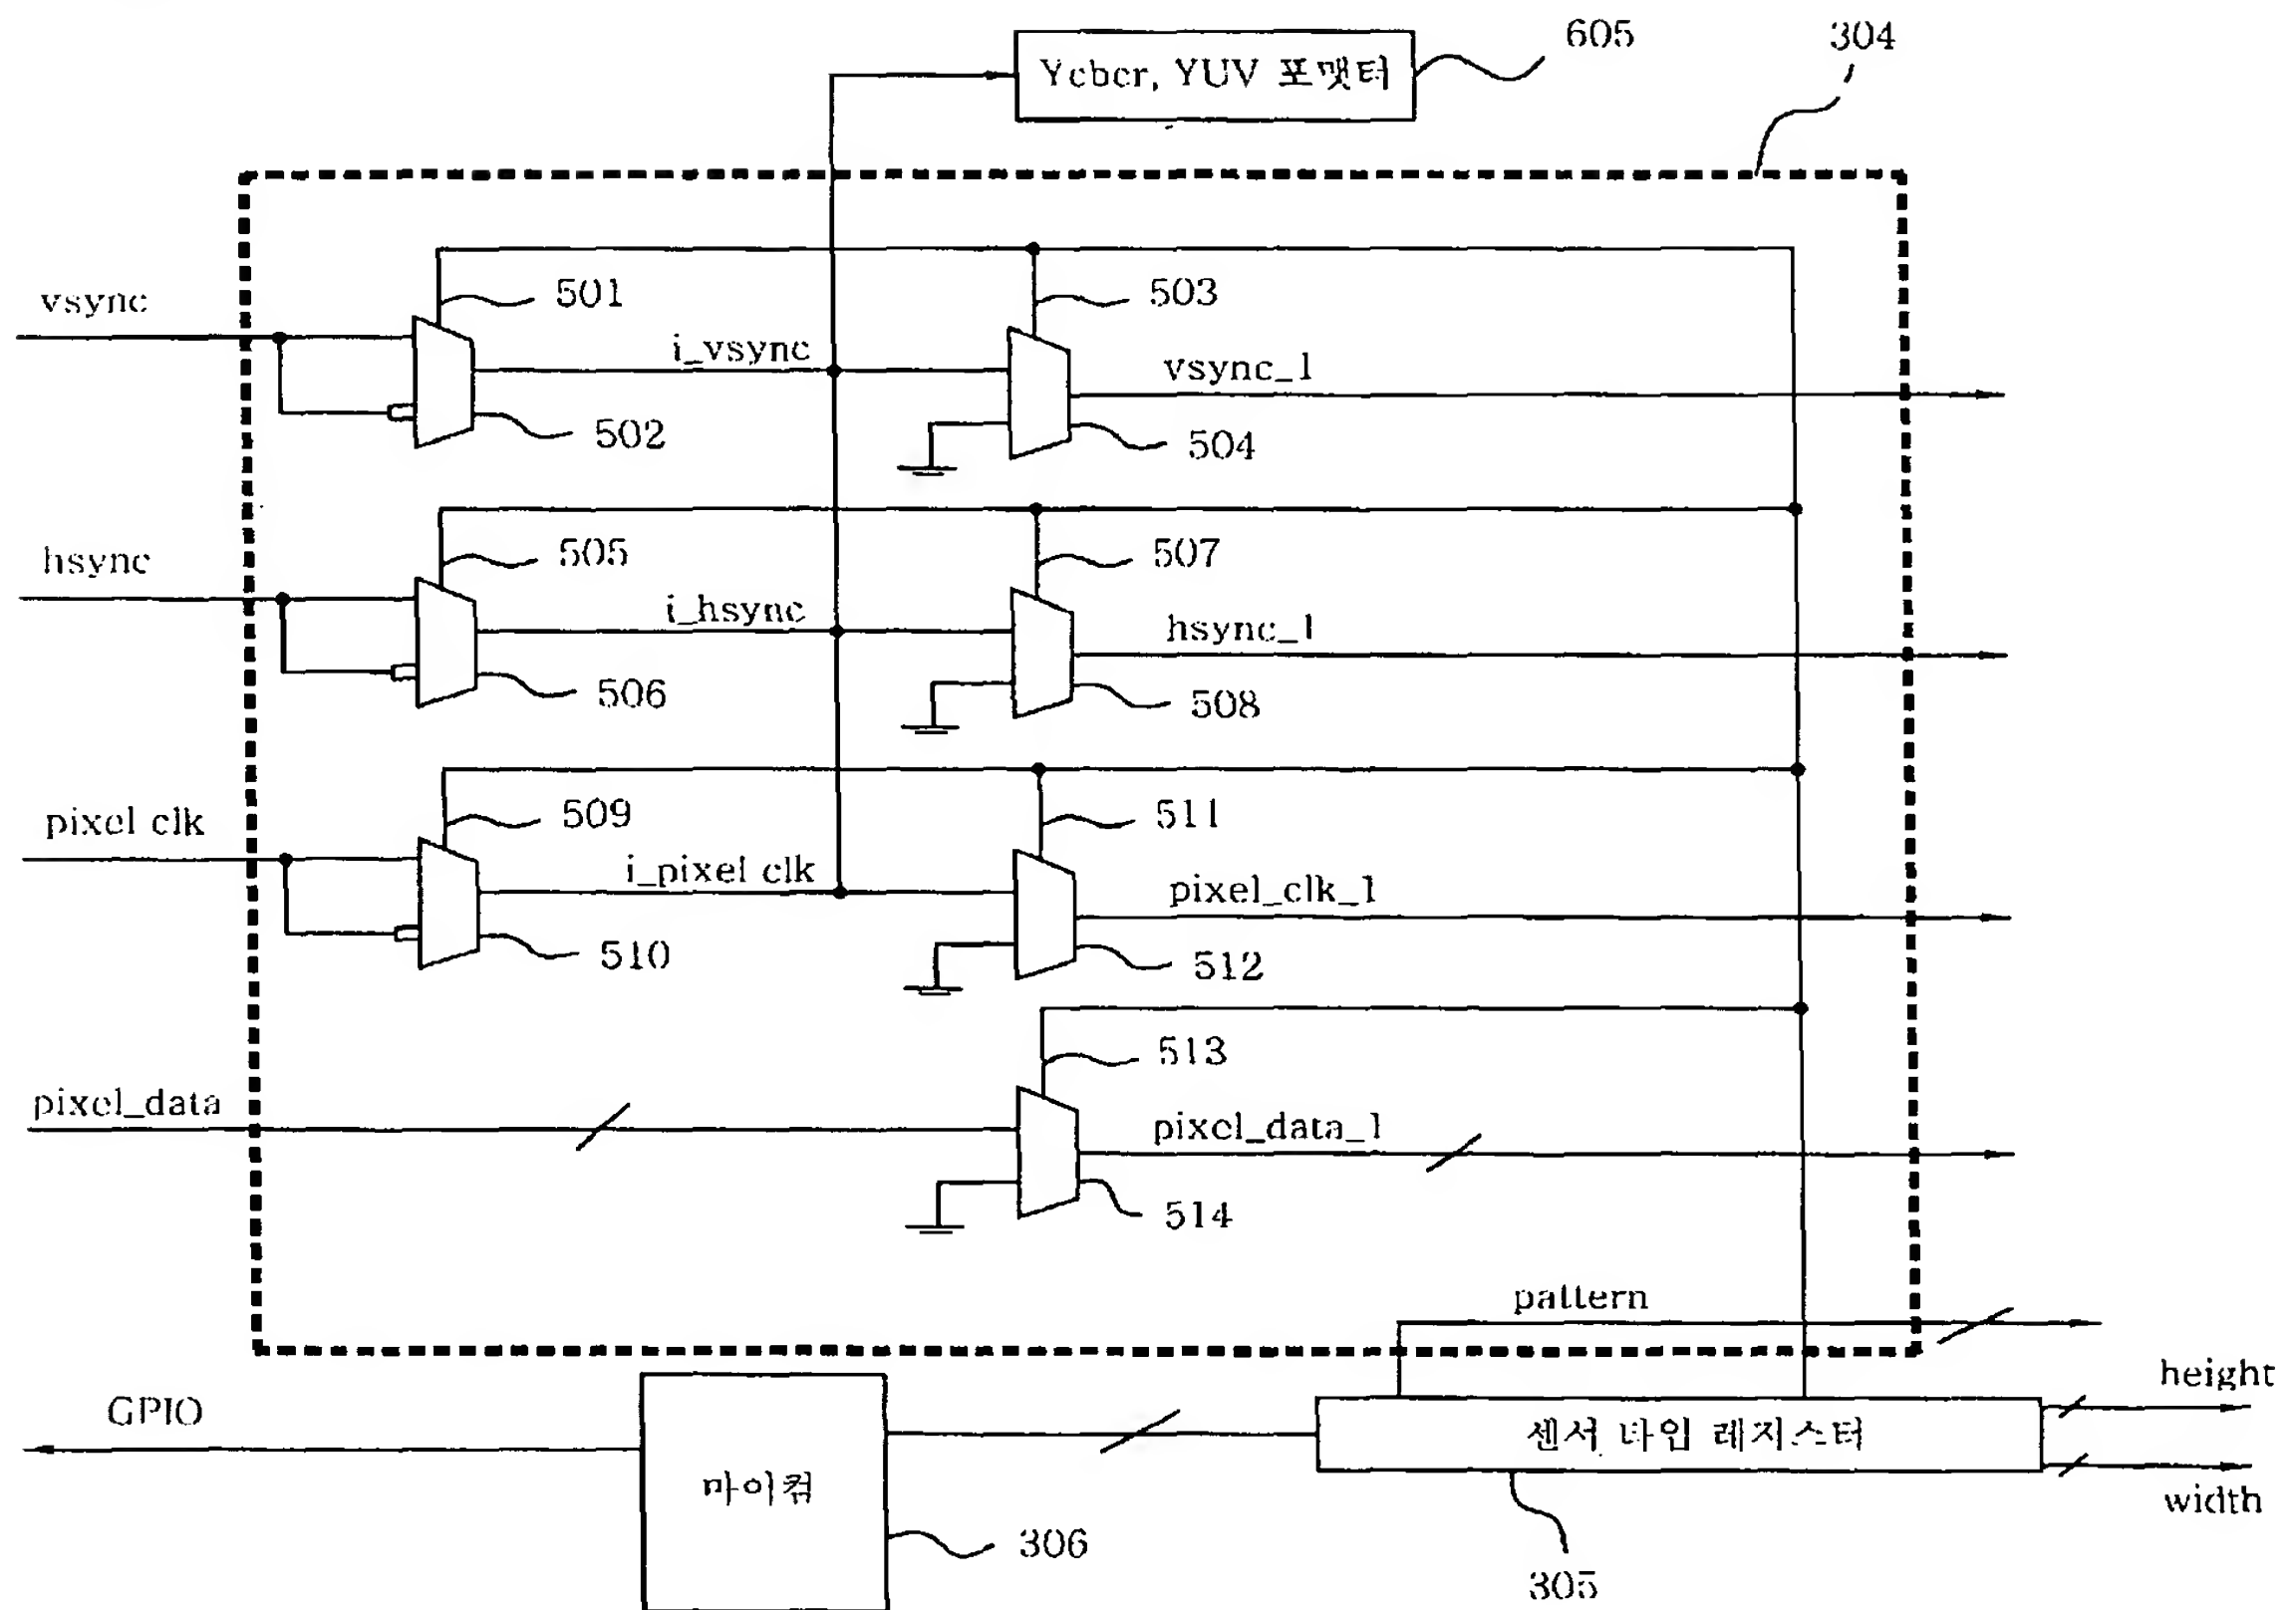 605
304
Ycbcr, YUV 포맷터
501
503
vsync
i_vsync
vsync_1
502
504
505
507
hsync
i_hsync
hsync_1
506
508
509
511
pixel clk
i_pixel clk
pixel_clk_1
510
512
513
pixel_data
pixel_data_1
514
pattern
height
GPIO
센서 타입 레지스터
마이컴
width
306
305